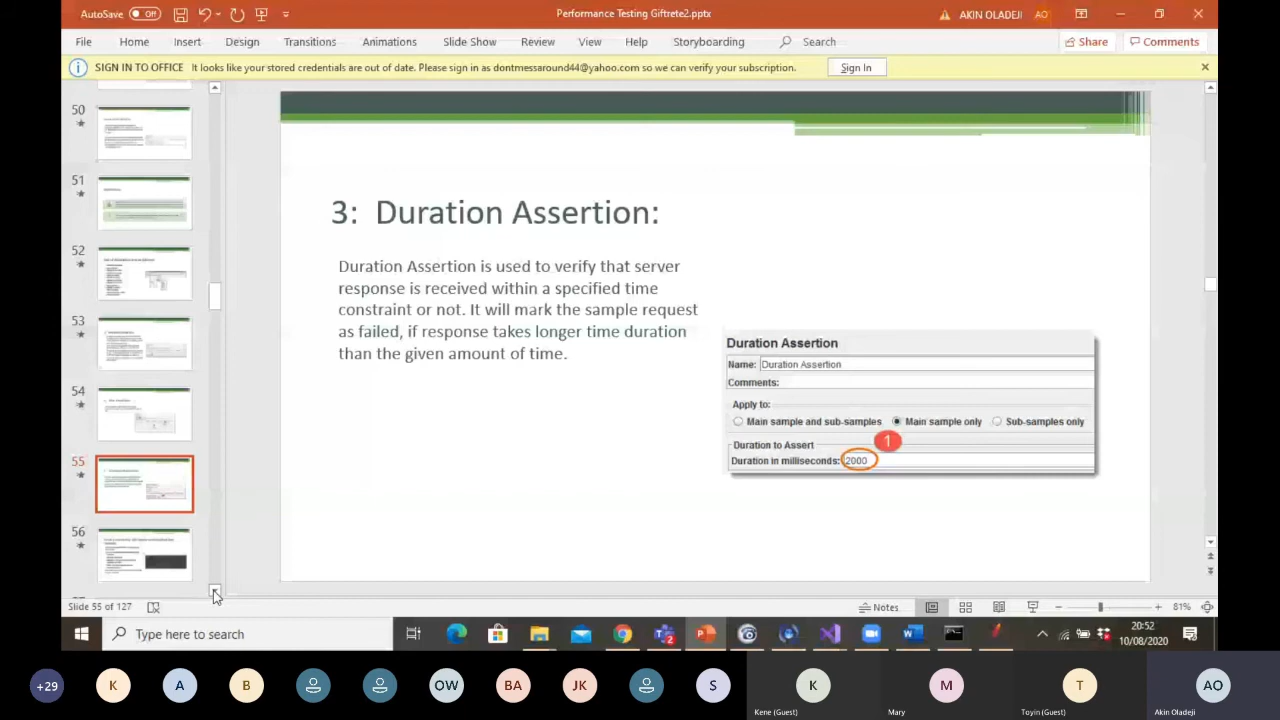 AutoSave Off
Performance Testing Giftrete2.pptx
AKIN OLADEJI
AO
File Home Insert Design Transitions Animations Slide Show Review View Help Storyboarding Search Share Comments
SIGN IN TO OFFICE It looks like your stored credentials are out of date. Please sign in as dontmessaround44@yahoo.com so we can verify your subscription. Sign In
50
51
52
53
54
55
56
3: Duration Assertion:
Duration Assertion is used to verify that server
response is received within a specified time
constraint or not. It will mark the sample request
as failed, if response takes longer time duration
than the given amount of time.
Duration Assertion
Name: Duration Assertion
Comments:
Apply to:
Main sample and sub-samples Main sample only Sub-samples only
1
Duration to Assert
Duration in milliseconds: 2000
Slide 55 of 127
Notes
81%
Type here to search
20:52
10/08/2020
+29 K A B OW BA JK S K M T AO
Kene (Guest) Mary Toyin (Guest) Akin Oladeji